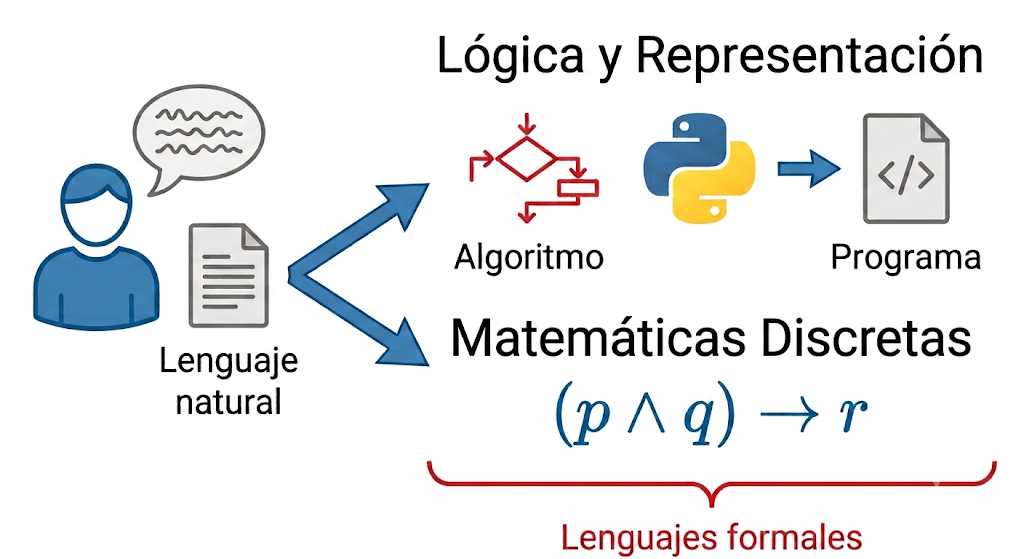 Lógica y Representación
Algoritmo
</>
Programa
Lenguaje
natural
Matemáticas Discretas
(p ∧ q) → r
Lenguajes formales